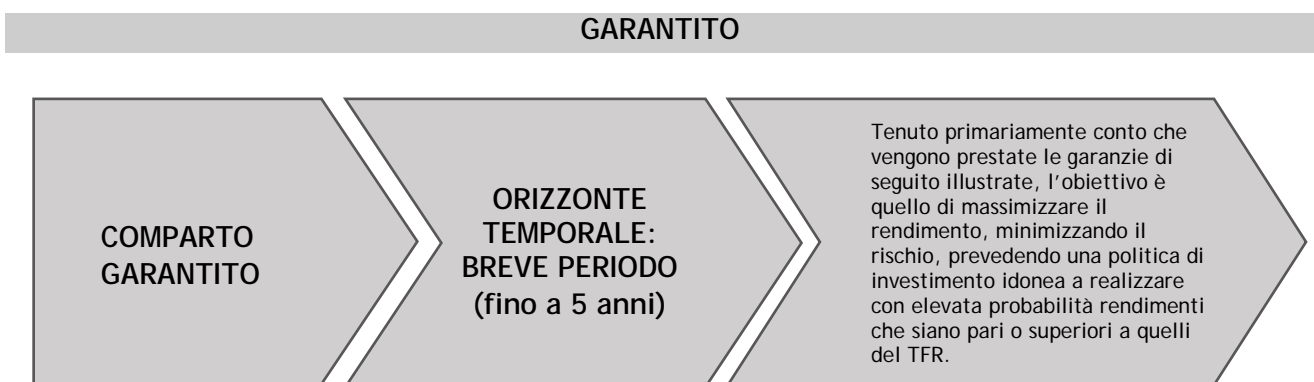 GARANTITO
COMPARTO
GARANTITO
ORIZZONTE
TEMPORALE:
BREVE PERIODO
(fino a 5 anni)
Tenuto primariamente conto che
vengono prestate le garanzie di
seguito illustrate, l'obiettivo è
quello di massimizzare il
rendimento, minimizzando il
rischio, prevedendo una politica di
investimento idonea a realizzare
con elevata probabilità rendimenti
che siano pari o superiori a quelli
del TFR.